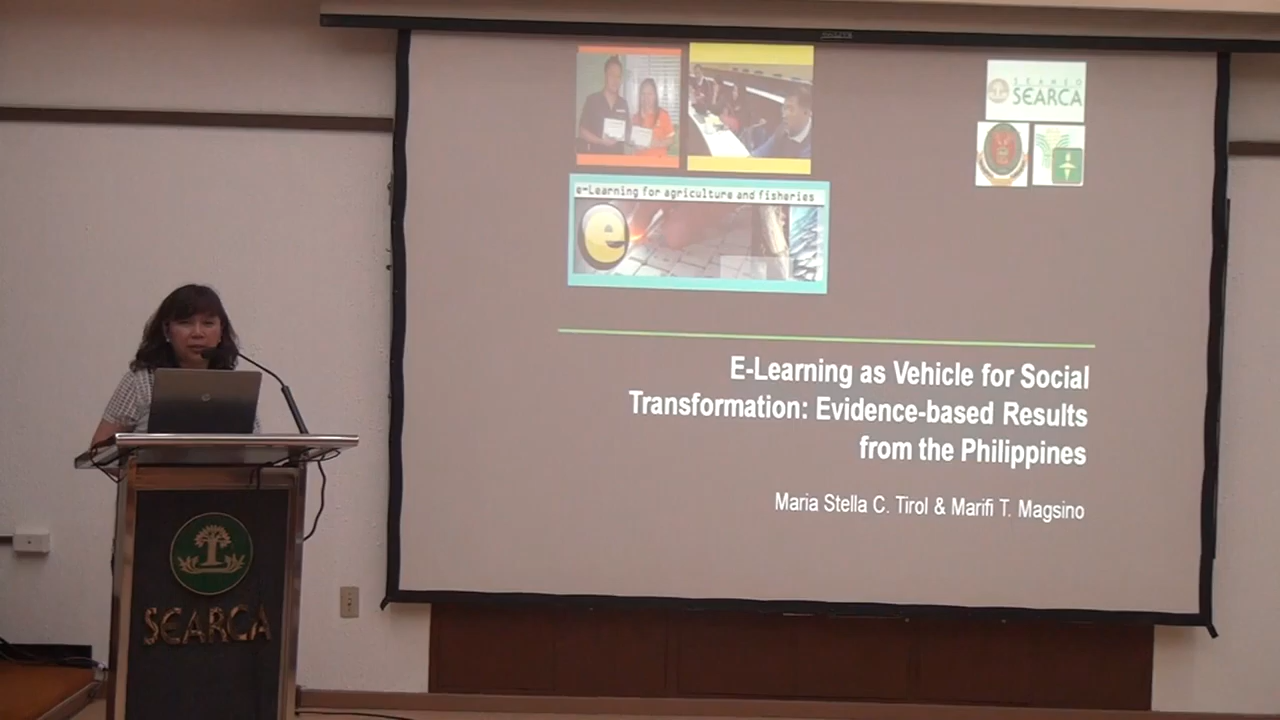 SEAMEO
SEARCA
e-Learning for agriculture and fisheries
e
E-Learning as Vehicle for Social
Transformation: Evidence-based Results
from the Philippines
Maria Stella C. Tirol & Marifi T. Magsino
SEARCA